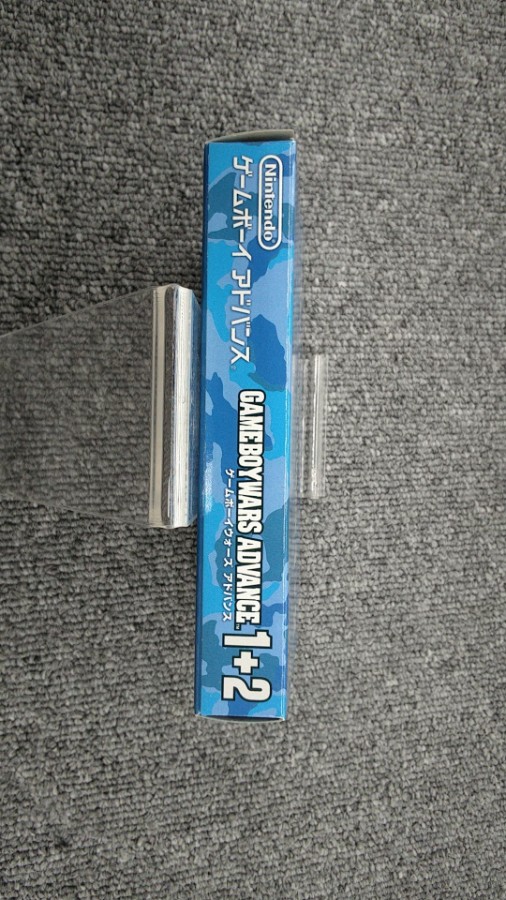 Nintendo
ゲームボーイ アドバンス
GAMEBOYWARS ADVANCE™ 1+2
ゲームボーイウォーズ アドバンス